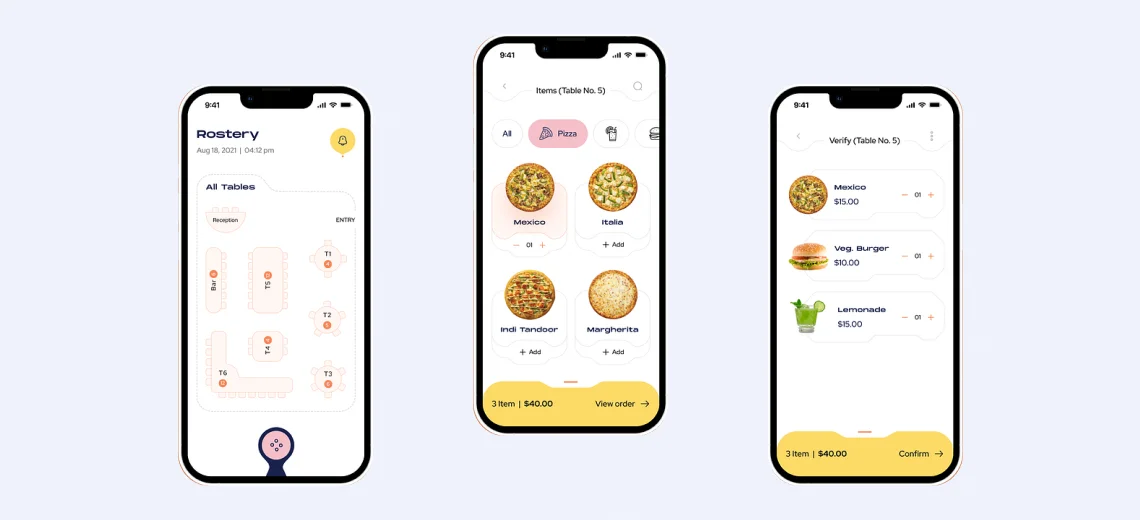 9:41
Rostery
Aug 18, 2021 | 04:12 pm
All Tables
Reception
ENTRY
T1
4
Bar
T5
T2
T4
T6
T3
9:41
Items (Table No. 5)
All
Pizza
Mexico
Italia
01
+ Add
Indi Tandoor
Margherita
+ Add
+ Add
3 Item | $40.00
View order
9:41
Verify (Table No. 5)
Mexico
$15.00
01
Veg. Burger
$10.00
01
Lemonade
$15.00
01
3 Item | $40.00
Confirm